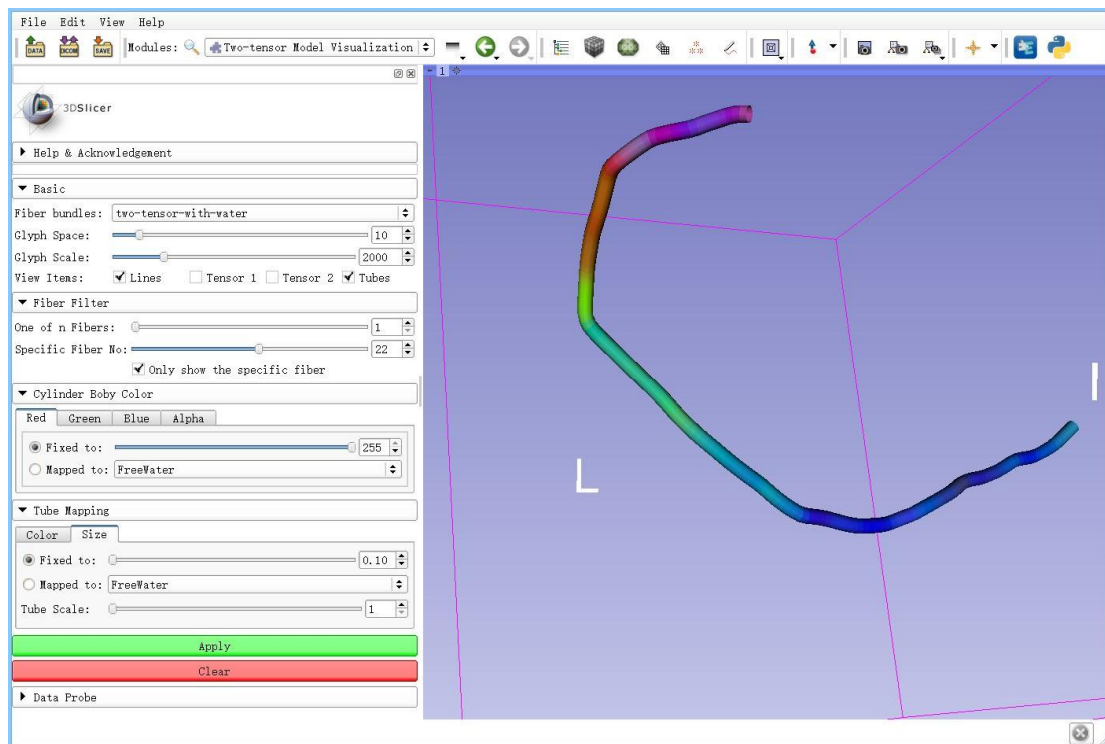 File Edit View Help
DATA DICOM SAVE Modules: Two-tensor Model Visualization
1
3DSlicer
Help & Acknowledgement
Basic
Fiber bundles: two-tensor-with-water
Glyph Space: 10
Glyph Scale: 2000
View Items: Lines Tensor 1 Tensor 2 Tubes
Fiber Filter
One of n Fibers: 1
Specific Fiber No: 22
Only show the specific fiber
Cylinder Boby Color
Red Green Blue Alpha
Fixed to: 255
Mapped to: FreeWater
Tube Mapping
Color Size
Fixed to: 0.10
Mapped to: FreeWater
Tube Scale: 1
Apply
Clear
Data Probe
L
I